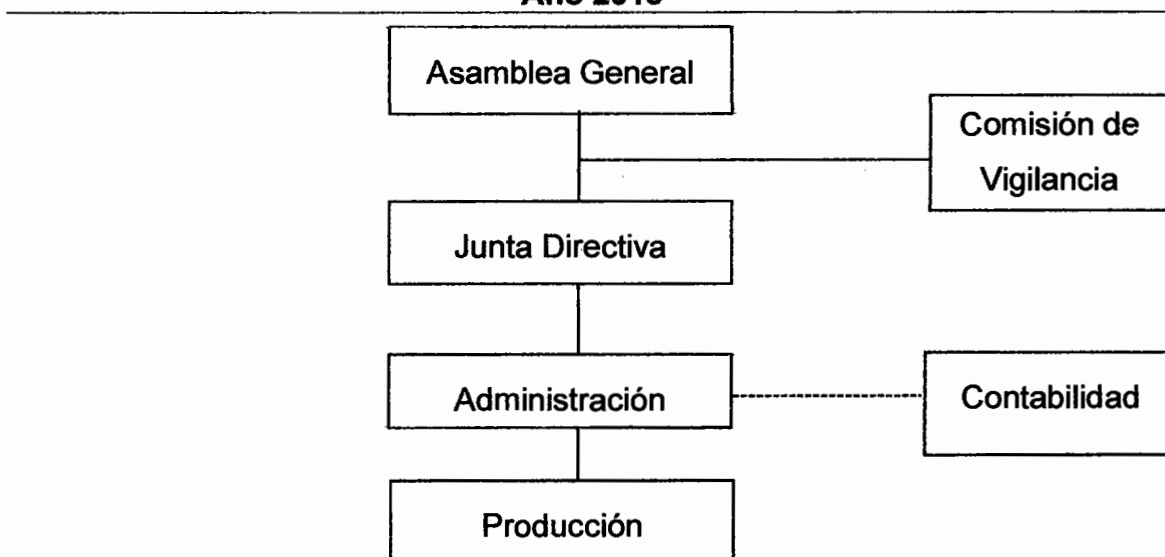 Asamblea General
Comisión de
Vigilancia
Junta Directiva
Administración
Contabilidad
Producción